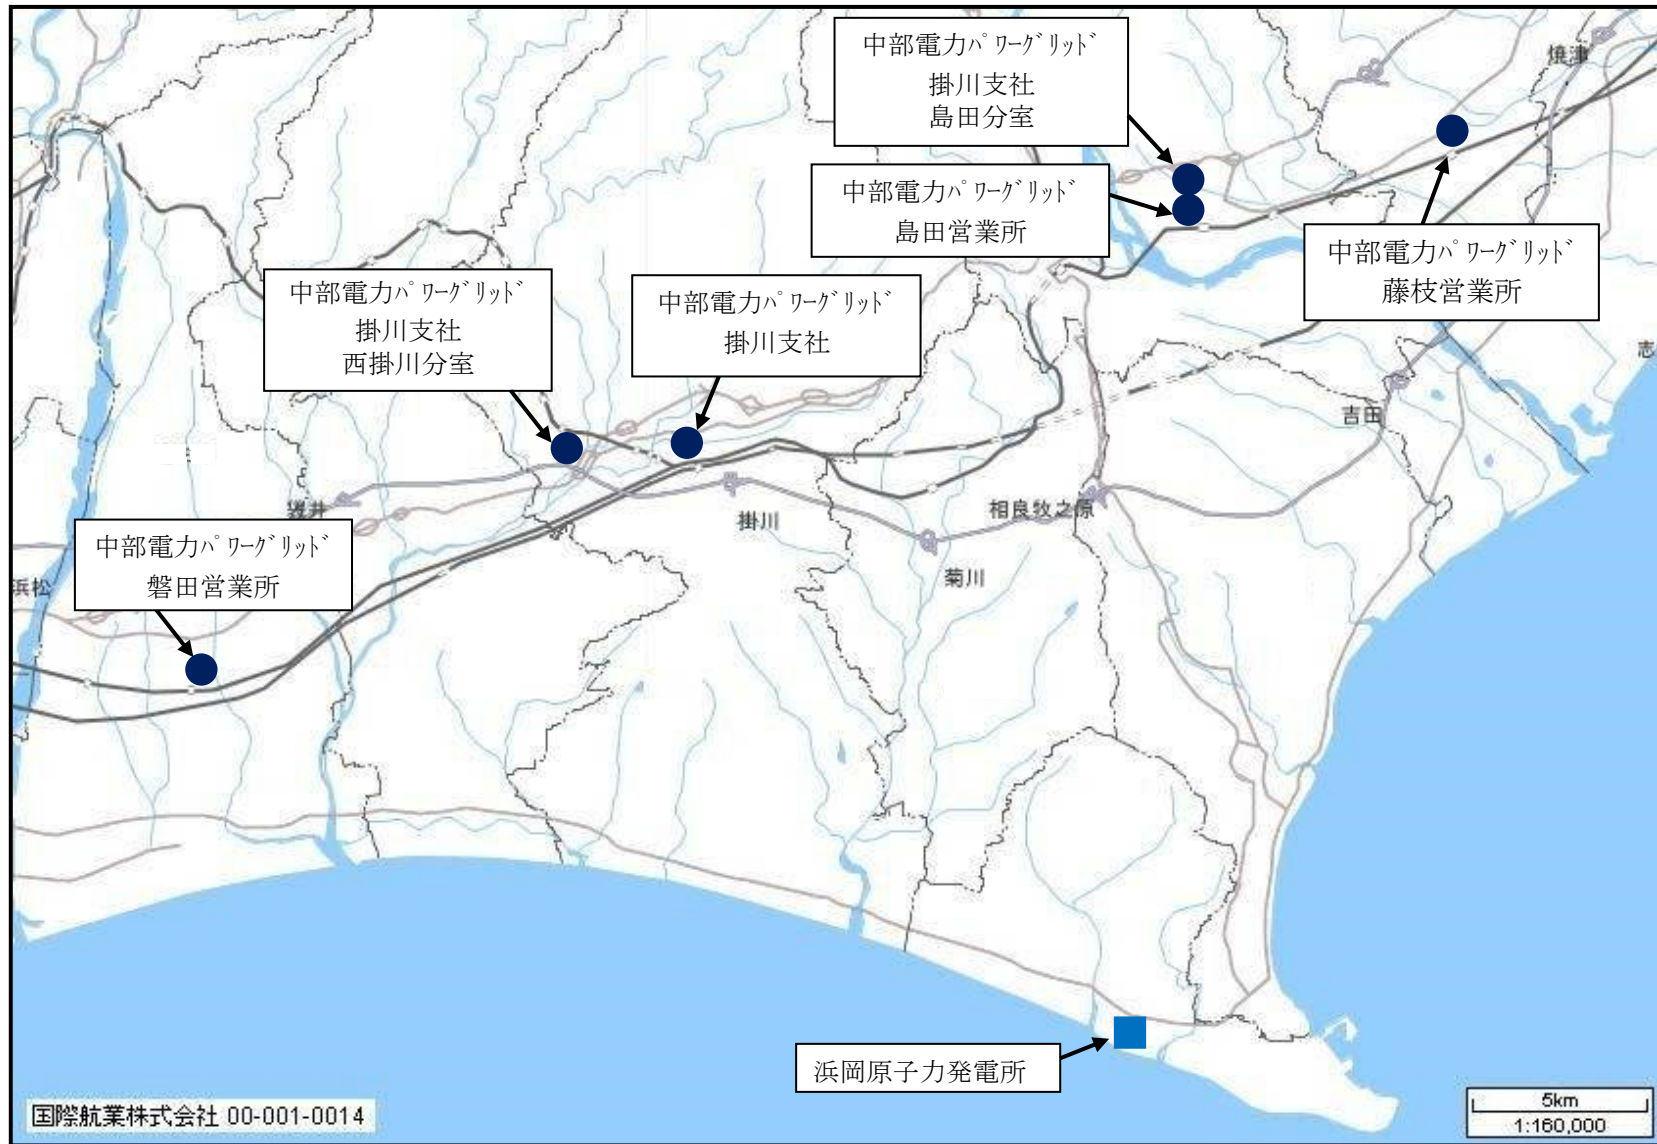 中部電力ﾊﾟﾜｰｸﾞﾘｯﾄﾞ
掛川支社
島田分室
焼津
中部電力ﾊﾟﾜｰｸﾞﾘｯﾄﾞ
島田営業所
中部電力ﾊﾟﾜｰｸﾞﾘｯﾄﾞ
藤枝営業所
中部電力ﾊﾟﾜｰｸﾞﾘｯﾄﾞ
掛川支社
西掛川分室
中部電力ﾊﾟﾜｰｸﾞﾘｯﾄﾞ
掛川支社
志
吉田
袋井
掛川
相良牧之原
菊川
中部電力ﾊﾟﾜｰｸﾞﾘｯﾄﾞ
磐田営業所
浜松
浜岡原子力発電所
国際航業株式会社 00-001-0014
5km
1:160,000